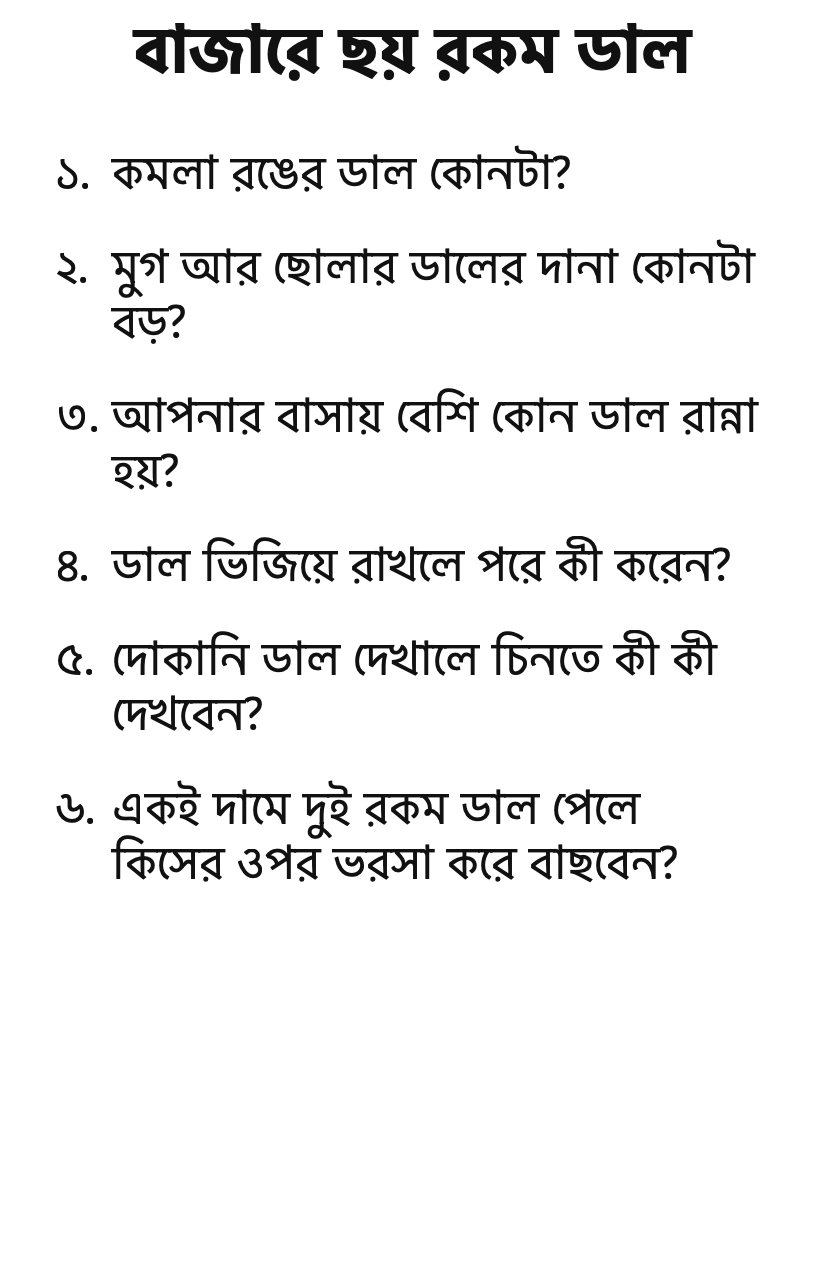 বাজারে ছয় রকম ডাল
১. কমলা রঙের ডাল কোনটা?
২. মুগ আর ছোলার ডালের দানা কোনটা
বড়?
৩. আপনার বাসায় বেশি কোন ডাল রান্না
হয়?
৪. ডাল ভিজিয়ে রাখলে পরে কী করেন?
৫. দোকানি ডাল দেখালে চিনতে কী কী
দেখবেন?
৬. একই দামে দুই রকম ডাল পেলে
কিসের ওপর ভরসা করে বাছবেন?